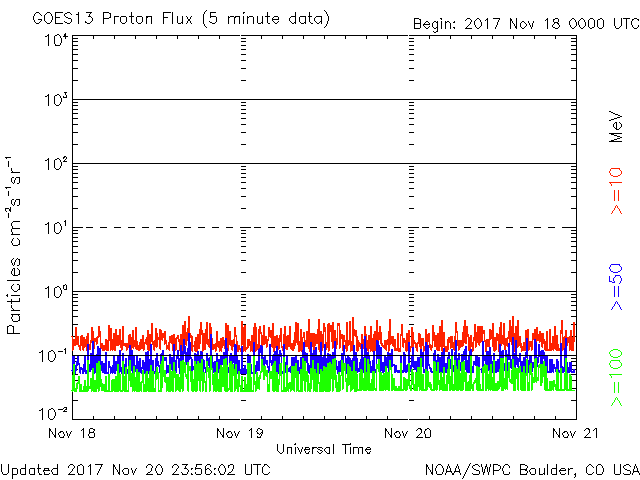 GOES13 Proton Flux (5 minute data)
Begin: 2017 Nov 18 0000 UTC
10⁴
10³
10²
10¹
10⁰
10⁻¹
10⁻²
Particles cm⁻²s⁻¹sr⁻¹
MeV
>=10
>=50
>=100
Nov 18 Nov 19 Nov 20 Nov 21
Universal Time
Updated 2017 Nov 20 23:56:02 UTC
NOAA/SWPC Boulder, CO USA